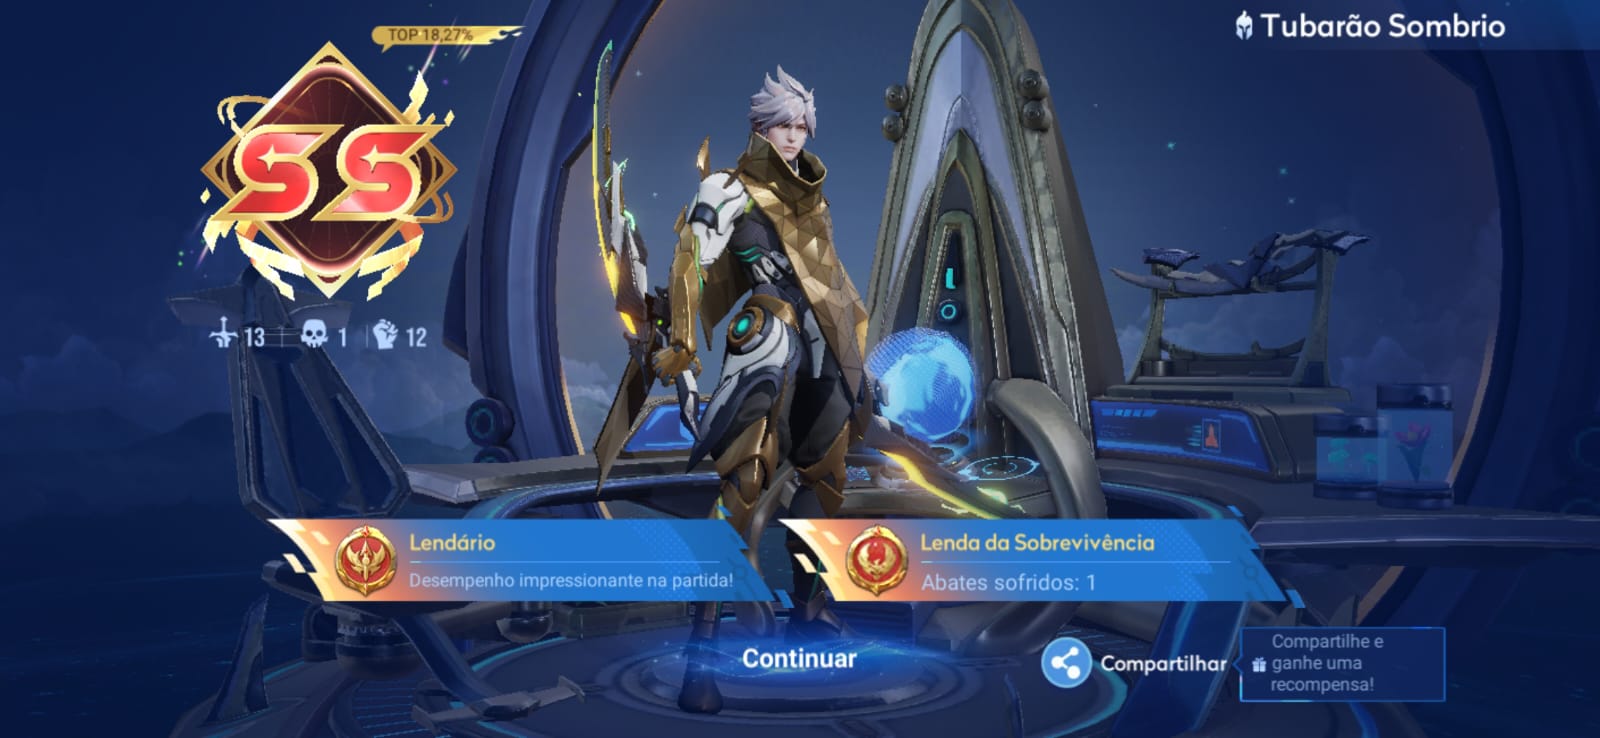 TOP 18,27%
Tubarão Sombrio
SS
13 1 12
Lendário
Desempenho impressionante na partida!
Lenda da Sobrevivência
Abates sofridos: 1
Continuar
Compartilhar
Compartilhe e
ganhe uma
recompensa!